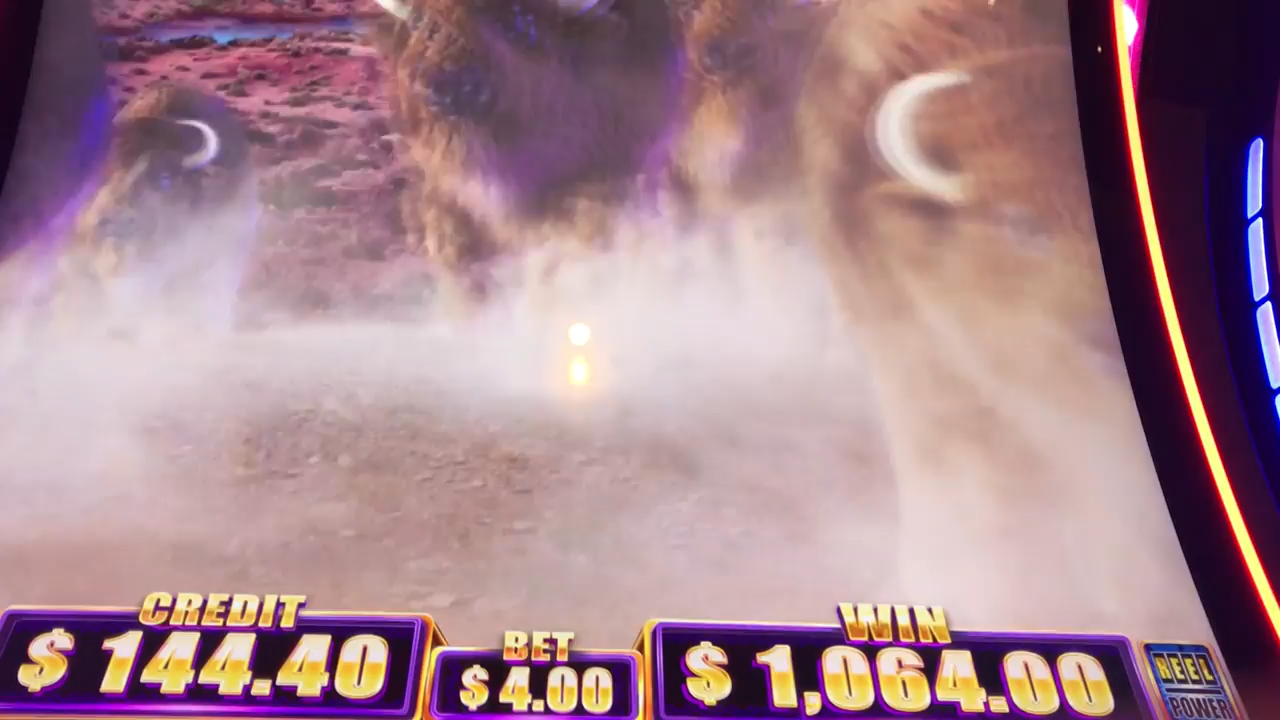 CREDIT
$ 144.40
BET
$ 4.00
WIN
$ 1,064.00
REEL
POWER